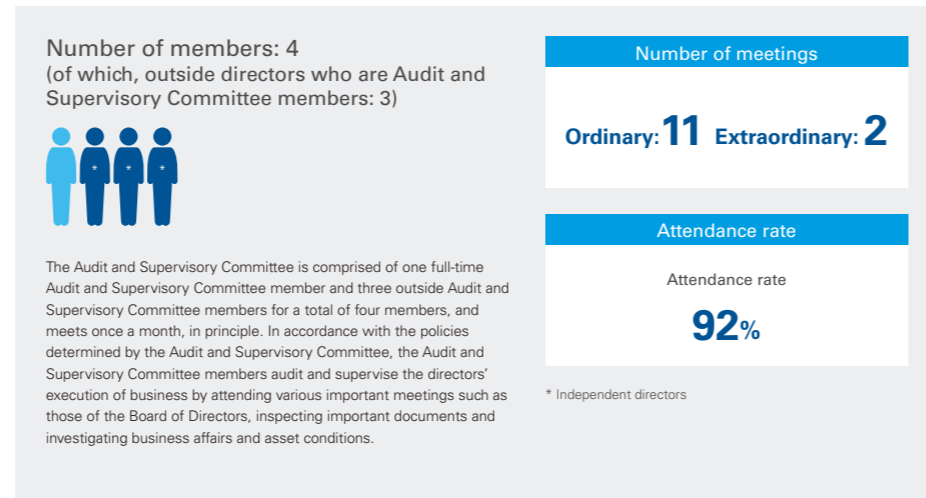 Number of members: 4
(of which, outside directors who are Audit and
Supervisory Committee members: 3)
* * *
The Audit and Supervisory Committee is comprised of one full-time
Audit and Supervisory Committee member and three outside Audit and
Supervisory Committee members for a total of four members, and
meets once a month, in principle. In accordance with the policies
determined by the Audit and Supervisory Committee, the Audit and
Supervisory Committee members audit and supervise the directors’
execution of business by attending various important meetings such as
those of the Board of Directors, inspecting important documents and
investigating business affairs and asset conditions.
Number of meetings
Ordinary: 11 Extraordinary: 2
Attendance rate
Attendance rate
92%
* Independent directors